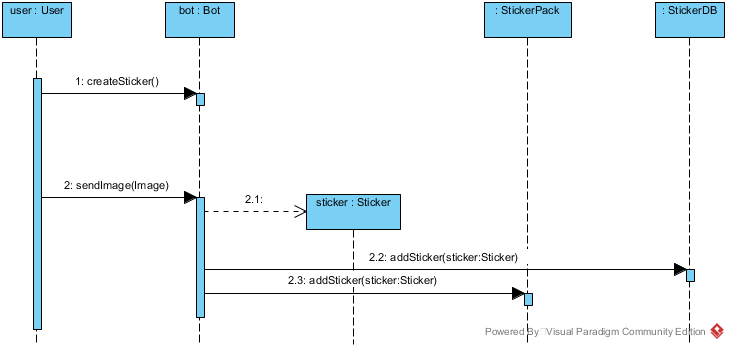 user : User
bot : Bot
: StickerPack
: StickerDB
1: createSticker()
2: sendImage(Image)
2.1:
sticker : Sticker
2.2: addSticker(sticker:Sticker)
2.3: addSticker(sticker:Sticker)
Powered By Visual Paradigm Community Edition